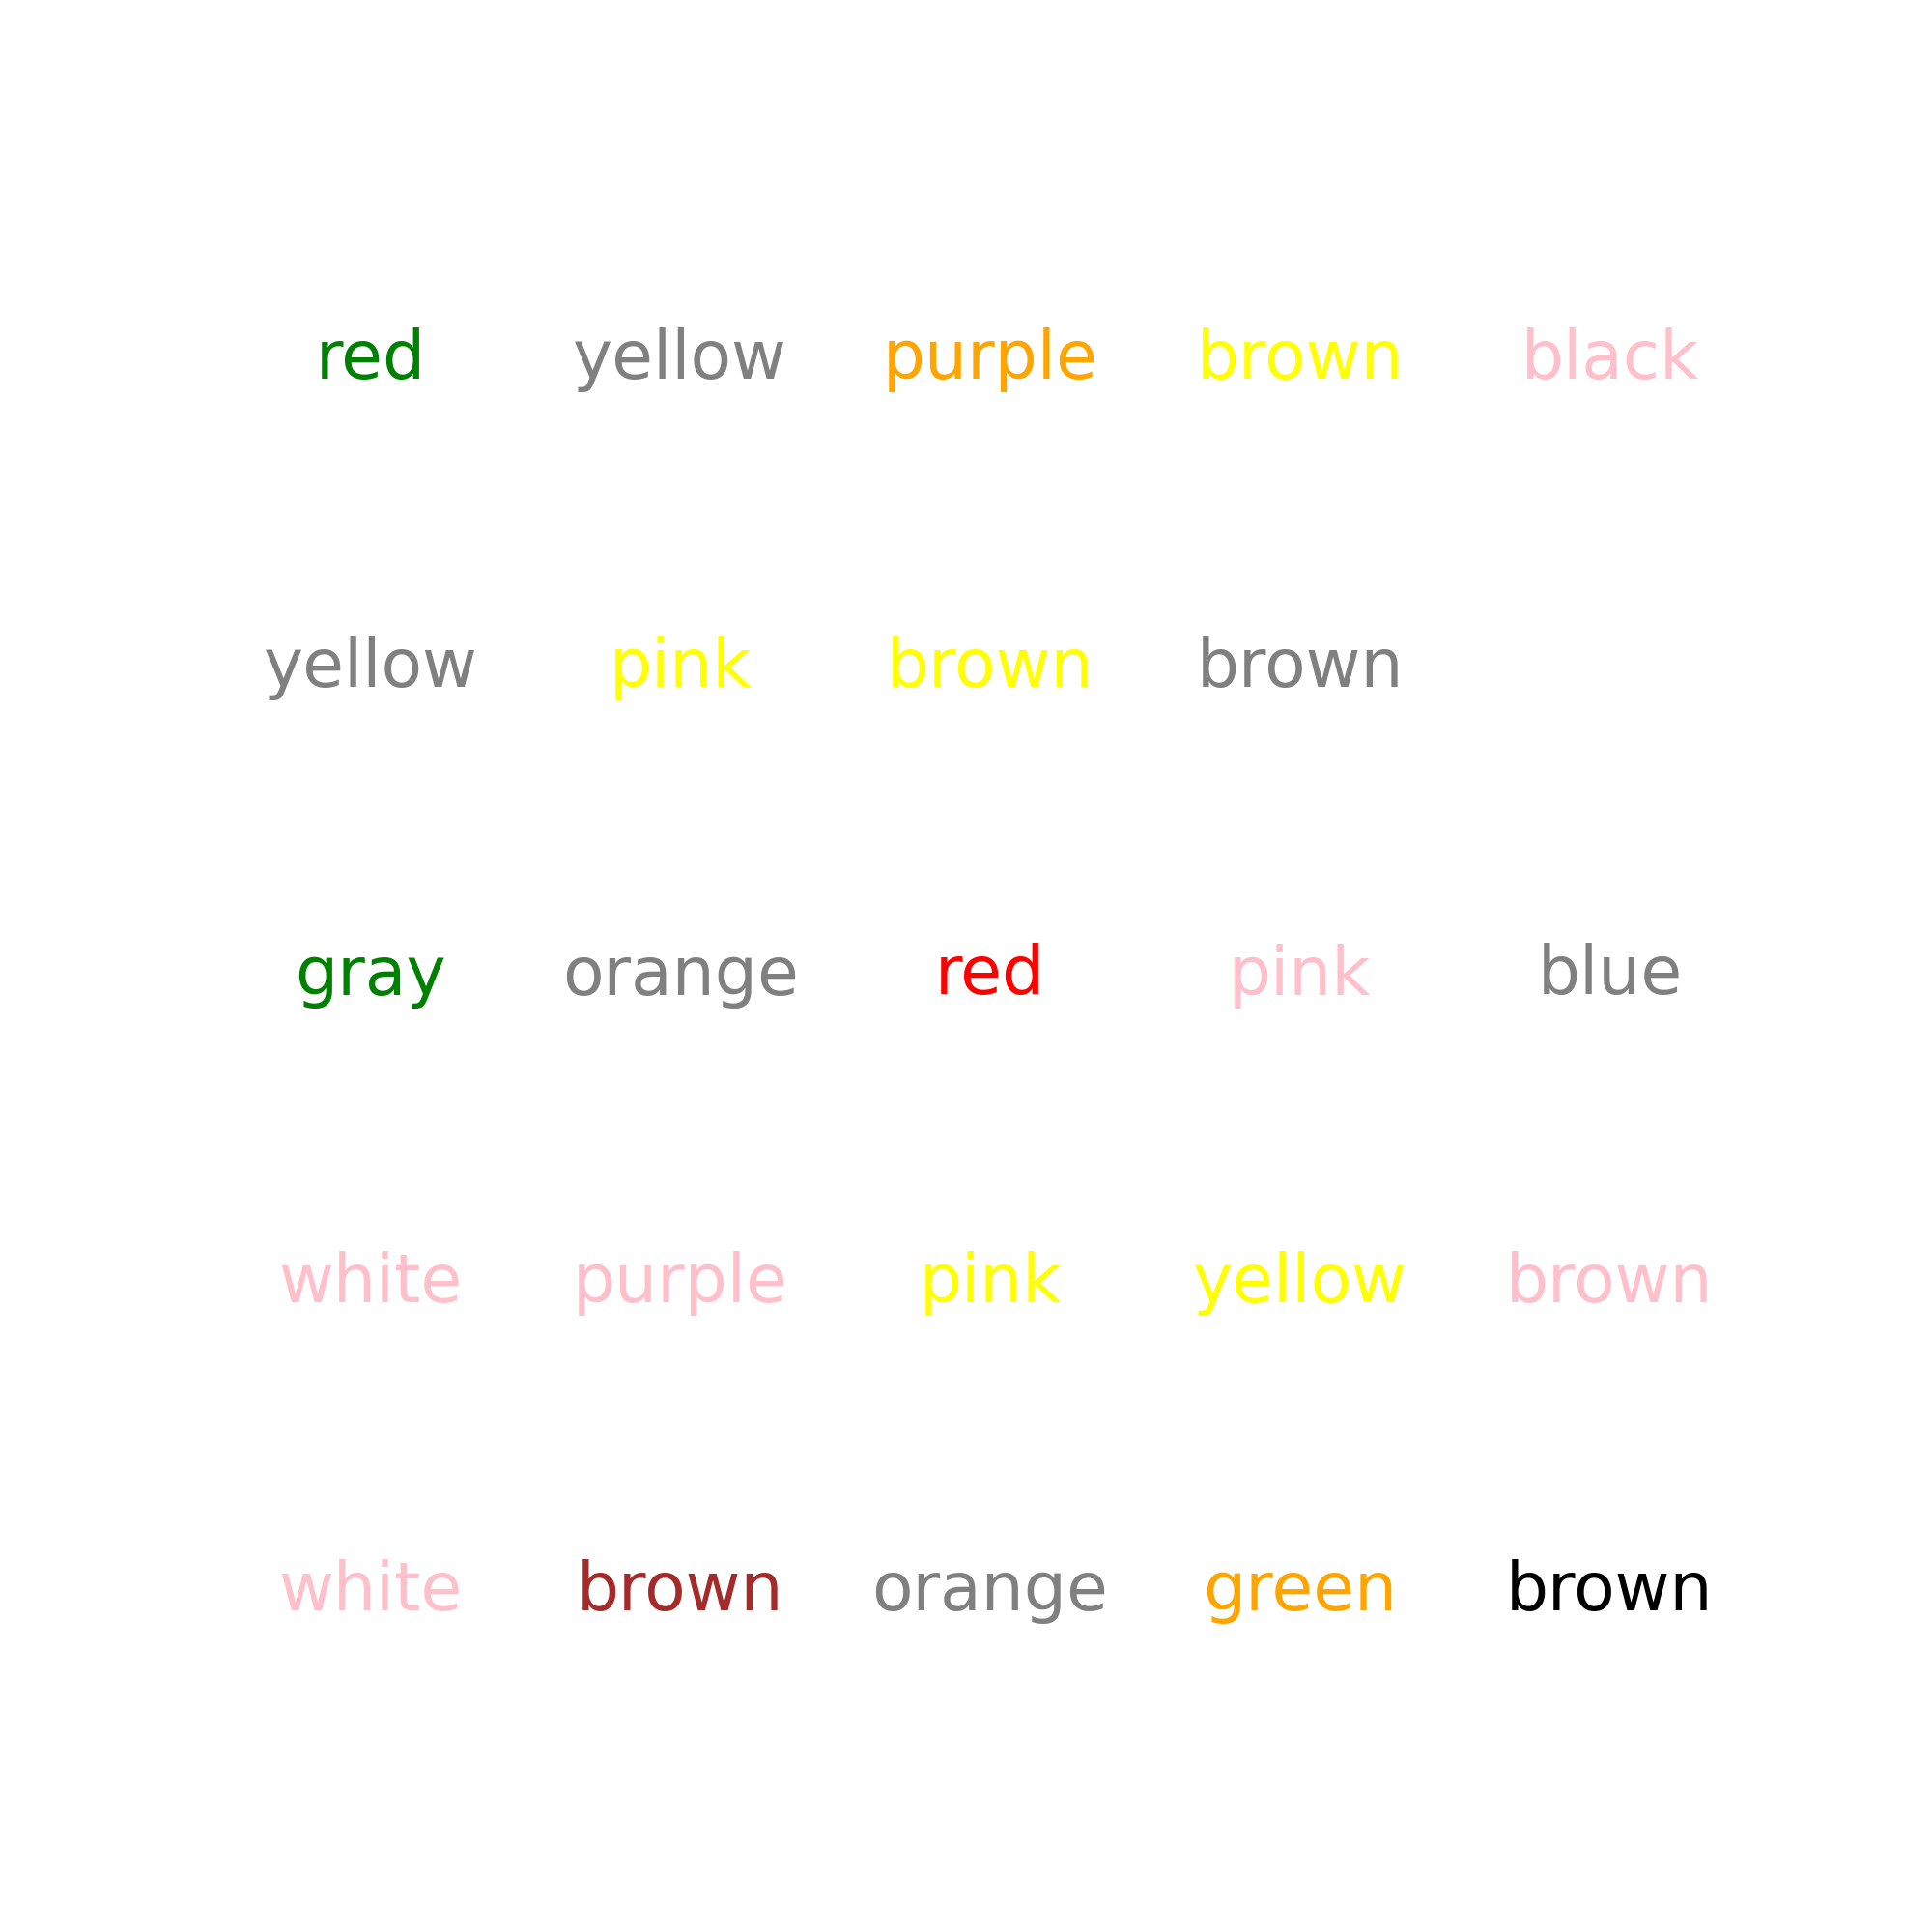 red yellow purple brown black
yellow pink brown brown
gray orange red pink blue
white purple pink yellow brown
white brown orange green brown